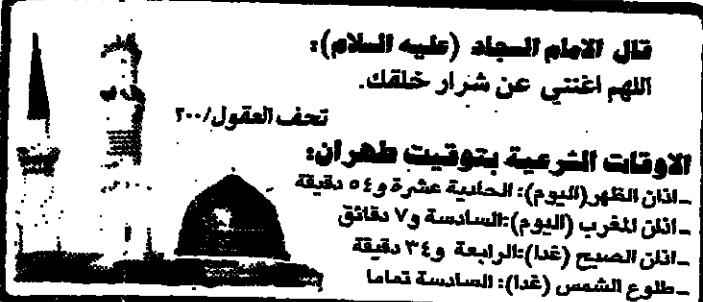 قال الامام السجاد (عليه السلام):
اللهم اغنني عن شرار خلقك.
تحف العقول/٢٠٠
الاوقات الشرعية بتوقيت طهران:
ـ اذان الظهر (اليوم): الحادية عشرة و٥٤ دقيقة
ـ اذان المغرب (اليوم): السادسة و٧ دقائق
ـ اذان الصبح (غدا): الرابعة و٣٤ دقيقة
ـ طلوع الشمس (غدا): السادسة تماما